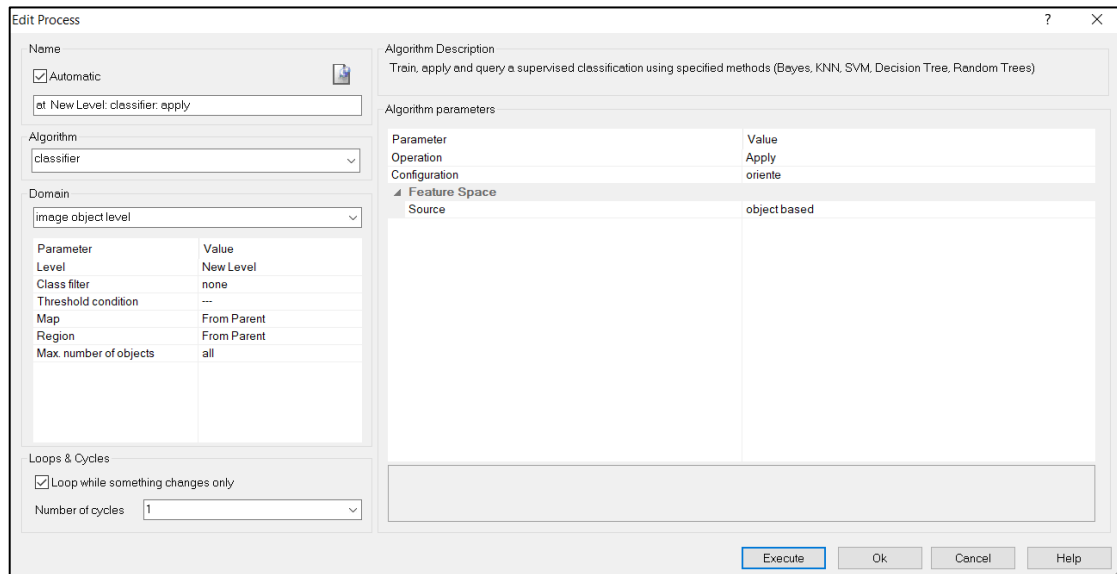 Edit Process ? X
Name
Automatic
at New Level: classifier: apply
Algorithm
classifier
Domain
image object level
Parameter Value
Level New Level
Class filter none
Threshold condition ---
Map From Parent
Region From Parent
Max. number of objects all
Loops & Cycles
Loop while something changes only
Number of cycles 1
Algorithm Description
Train, apply and query a supervised classification using specified methods (Bayes, KNN, SVM, Decision Tree, Random Trees)
Algorithm parameters
Parameter Value
Operation Apply
Configuration oriente
Feature Space
Source object based
Execute Ok Cancel Help